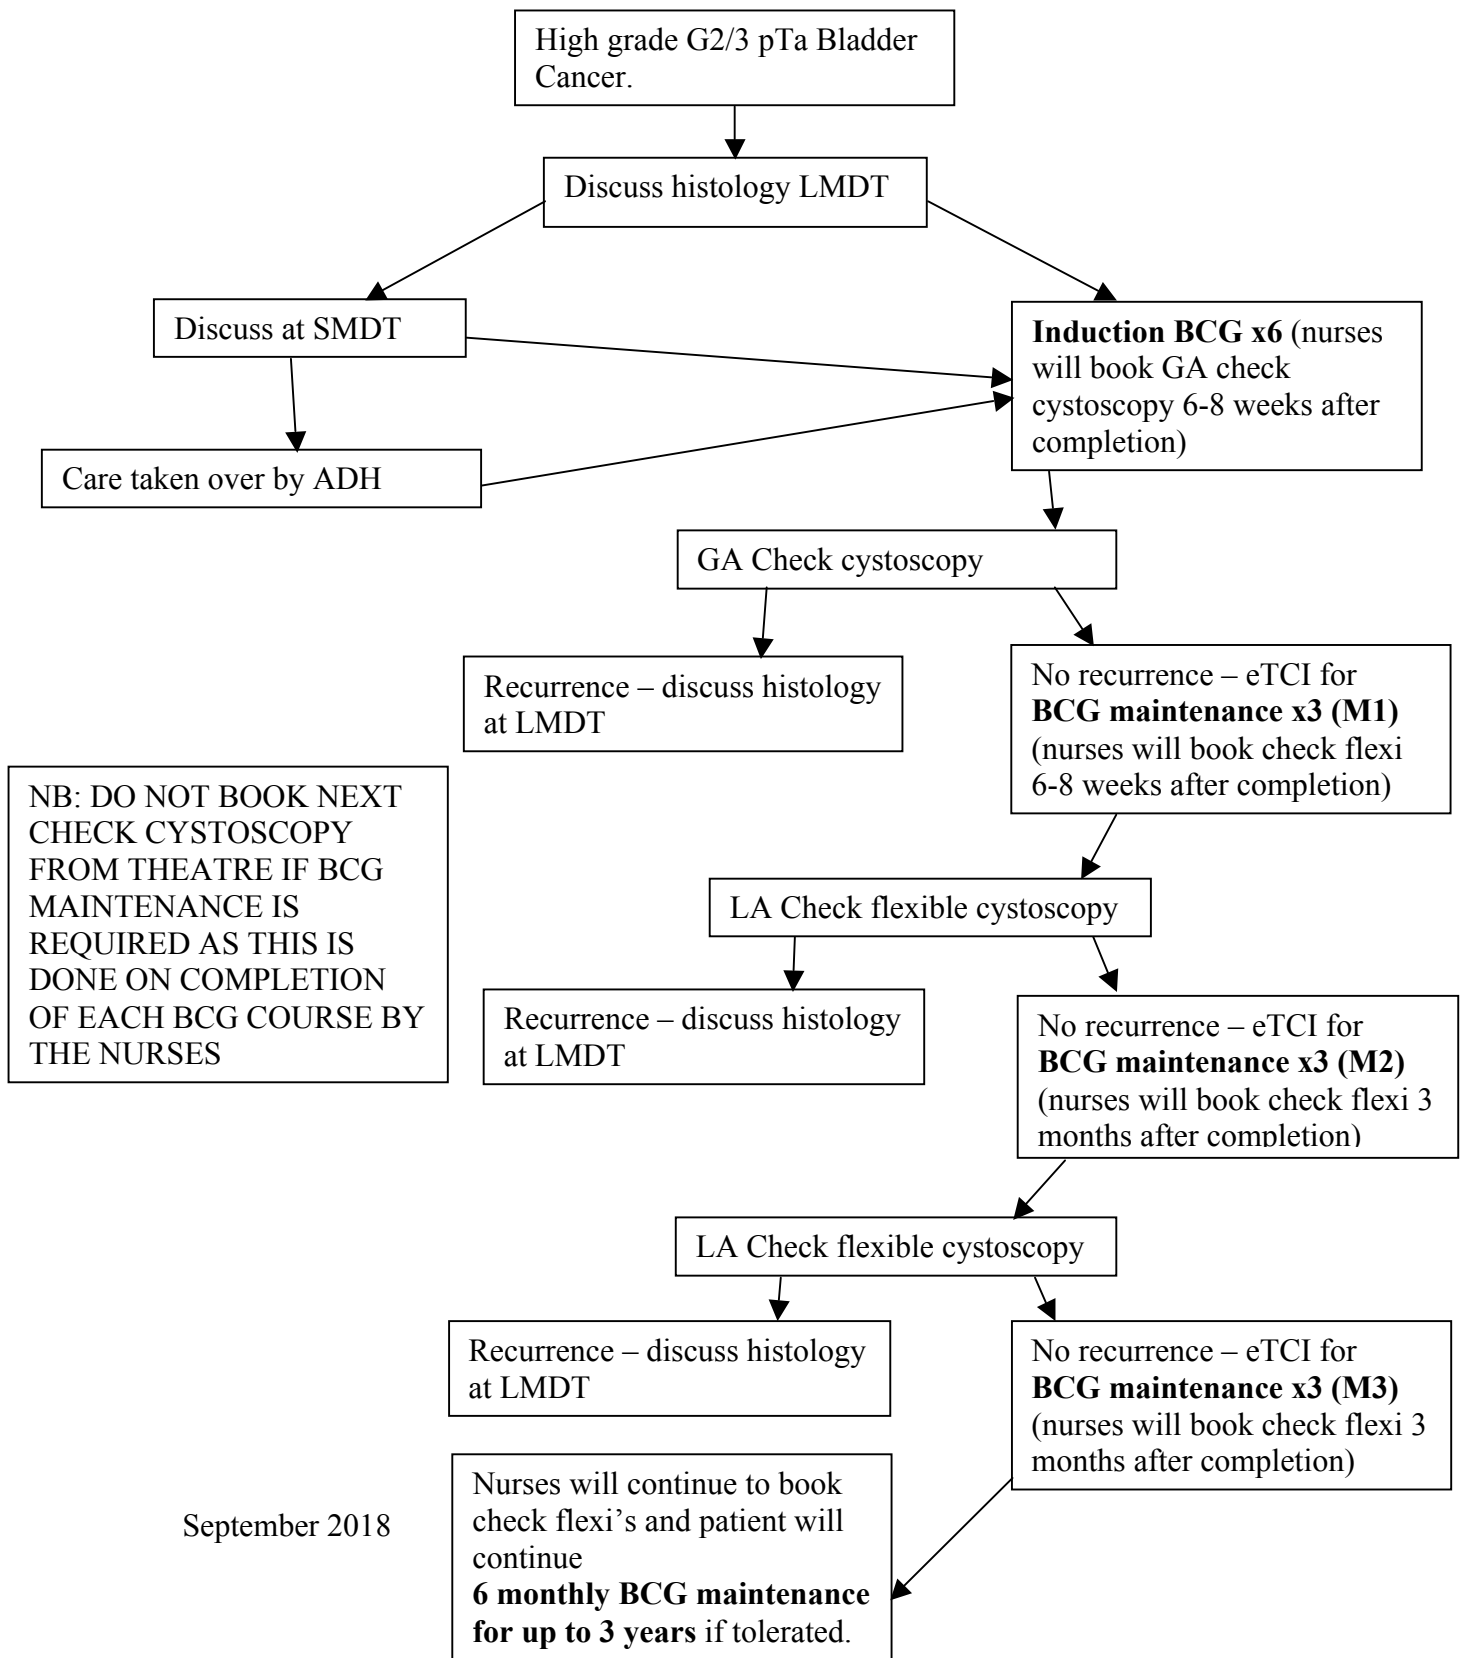 High grade G2/3 pTa Bladder
Cancer.
Discuss histology LMDT
Discuss at SMDT
Induction BCG x6 (nurses
will book GA check
cystoscopy 6-8 weeks after
completion)
Care taken over by ADH
GA Check cystoscopy
Recurrence – discuss histology
at LMDT
No recurrence – eTCI for
BCG maintenance x3 (M1)
(nurses will book check flexi
6-8 weeks after completion)
NB: DO NOT BOOK NEXT
CHECK CYSTOSCOPY
FROM THEATRE IF BCG
MAINTENANCE IS
REQUIRED AS THIS IS
DONE ON COMPLETION
OF EACH BCG COURSE BY
THE NURSES
LA Check flexible cystoscopy
Recurrence – discuss histology
at LMDT
No recurrence – eTCI for
BCG maintenance x3 (M2)
(nurses will book check flexi 3
months after completion)
LA Check flexible cystoscopy
Recurrence – discuss histology
at LMDT
No recurrence – eTCI for
BCG maintenance x3 (M3)
(nurses will book check flexi 3
months after completion)
Nurses will continue to book
check flexi’s and patient will
continue
6 monthly BCG maintenance
for up to 3 years if tolerated.
September 2018